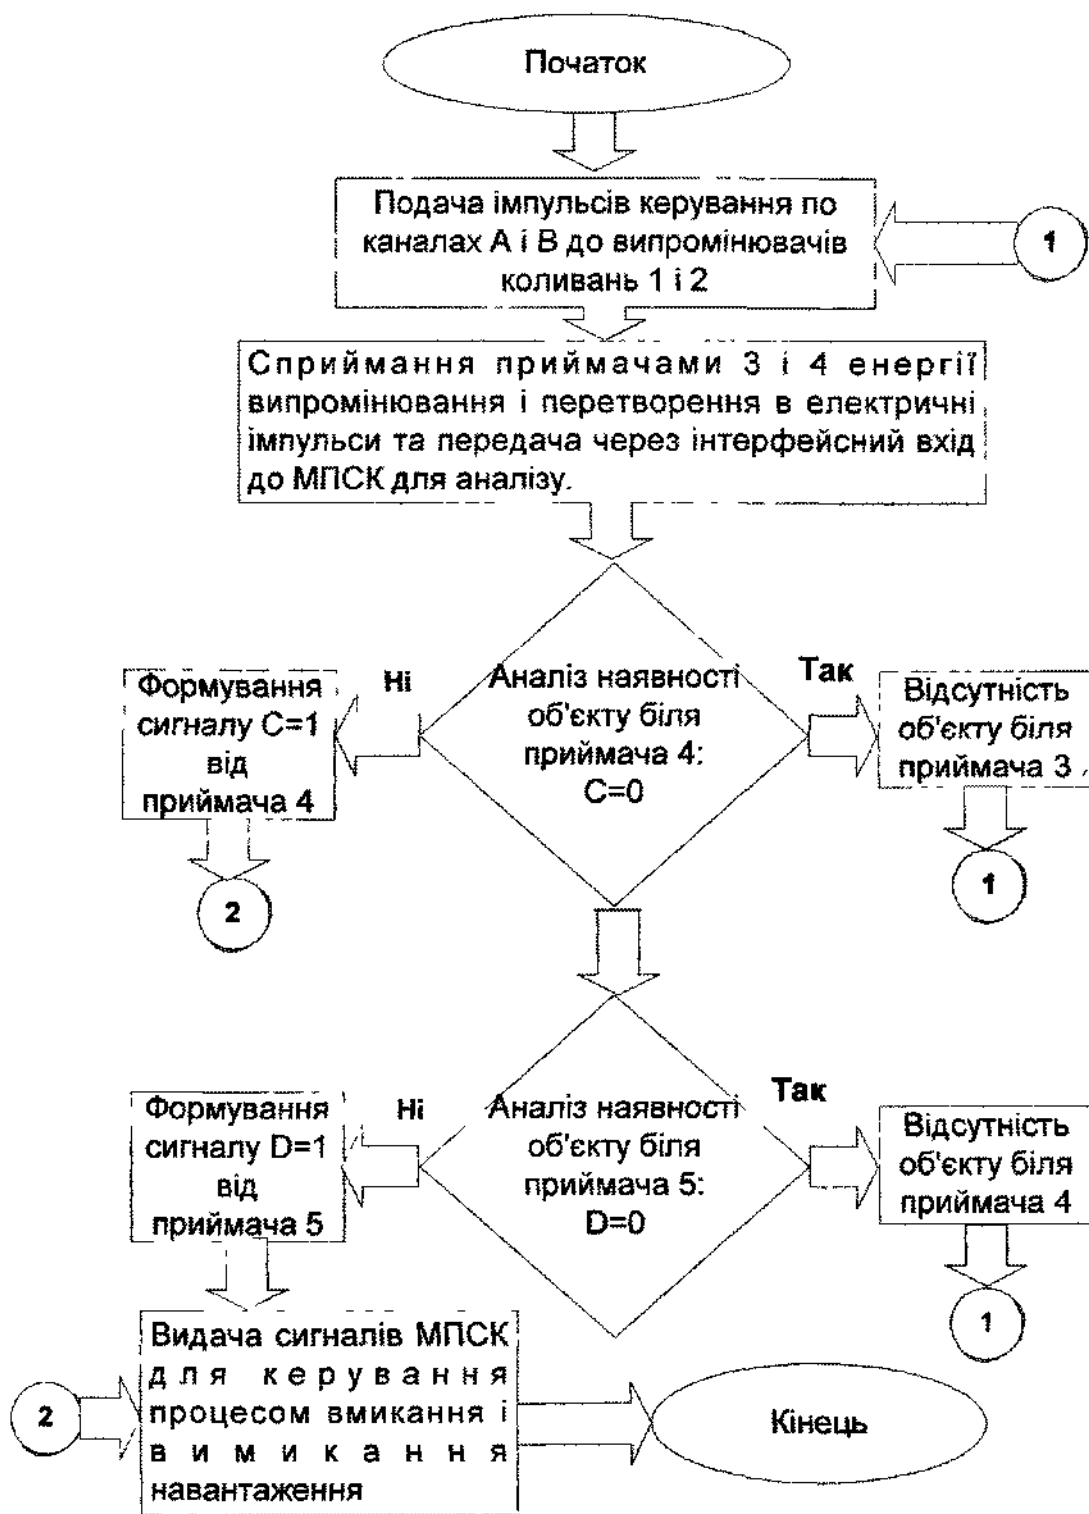 Початок
Подача імпульсів керування по
каналах А і В до випромінювачів
коливань 1 і 2
1
Сприймання приймачами 3 і 4 енергії
випромінювання і перетворення в електричні
імпульси та передача через інтерфейсний вхід
до МПСК для аналізу.
Формування
сигналу С=1
від
приймача 4
Ні
Аналіз наявності
об'єкту біля
приймача 4:
С=0
Так
Відсутність
об'єкту біля
приймача 3
2
1
Формування
сигналу D=1
від
приймача 5
Ні
Аналіз наявності
об'єкту біля
приймача 5:
D=0
Так
Відсутність
об'єкту біля
приймача 4
1
2
Видача сигналів МПСК
для керування
процесом вмикання і
вимикання
навантаження
Кінець